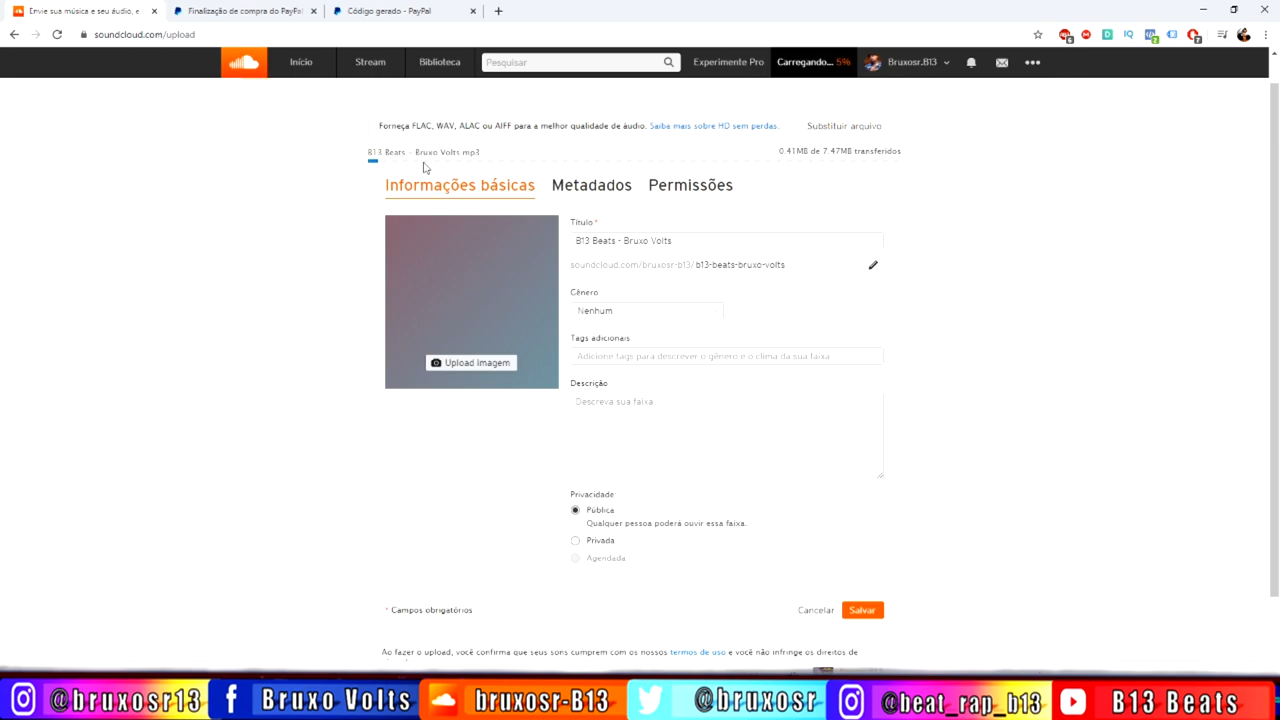 Envie sua música e seu áudio, e
Finalização de compra do PayPal
Código gerado - PayPal
soundcloud.com/upload
Início
Stream
Biblioteca
Pesquisar
Experimente Pro
Carregando... 5%
Bruxosr.B13
Forneça FLAC, WAV, ALAC ou AIFF para a melhor qualidade de áudio. Saiba mais sobre HD sem perdas.
Substituir arquivo
B13 Beats - Bruxo Volts mp3
0.41MB de 7.47MB transferidos
Informações básicas
Metadados
Permissões
Título *
B13 Beats - Bruxo Volts
soundcloud.com/bruxosr-b13/ b13-beats-bruxo-volts
Gênero
Nenhum
Tags adicionais
Adicione tags para descrever o gênero e o clima da sua faixa
Descrição
Descreva sua faixa
Upload imagem
Privacidade:
Pública
Qualquer pessoa poderá ouvir essa faixa.
Privada
Agendada
* Campos obrigatórios
Cancelar
Salvar
Ao fazer o upload, você confirma que seus sons cumprem com os nossos termos de uso e você não infringe os direitos de
@bruxosr13
Bruxo Volts
bruxosr-B13
@bruxosr
@beat_rap_b13
B13 Beats